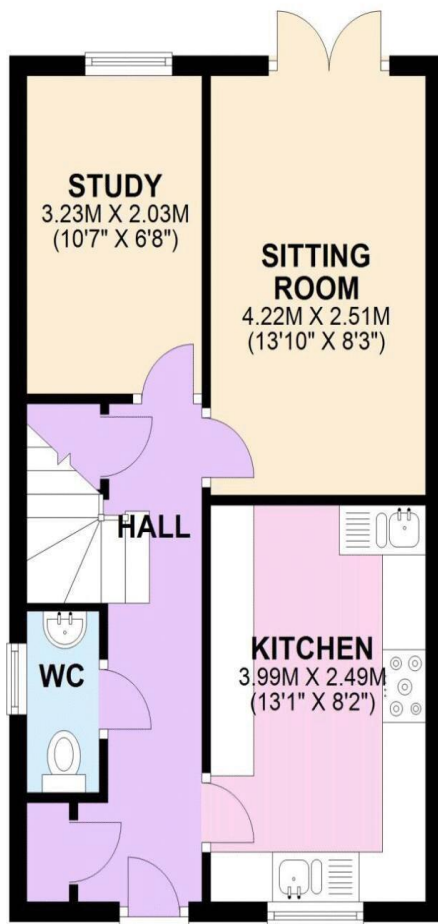 STUDY
3.23M X 2.03M
(10'7" X 6'8")
SITTING
ROOM
4.22M X 2.51M
(13'10" X 8'3")
HALL
WC
KITCHEN
3.99M X 2.49M
(13'1" X 8'2")